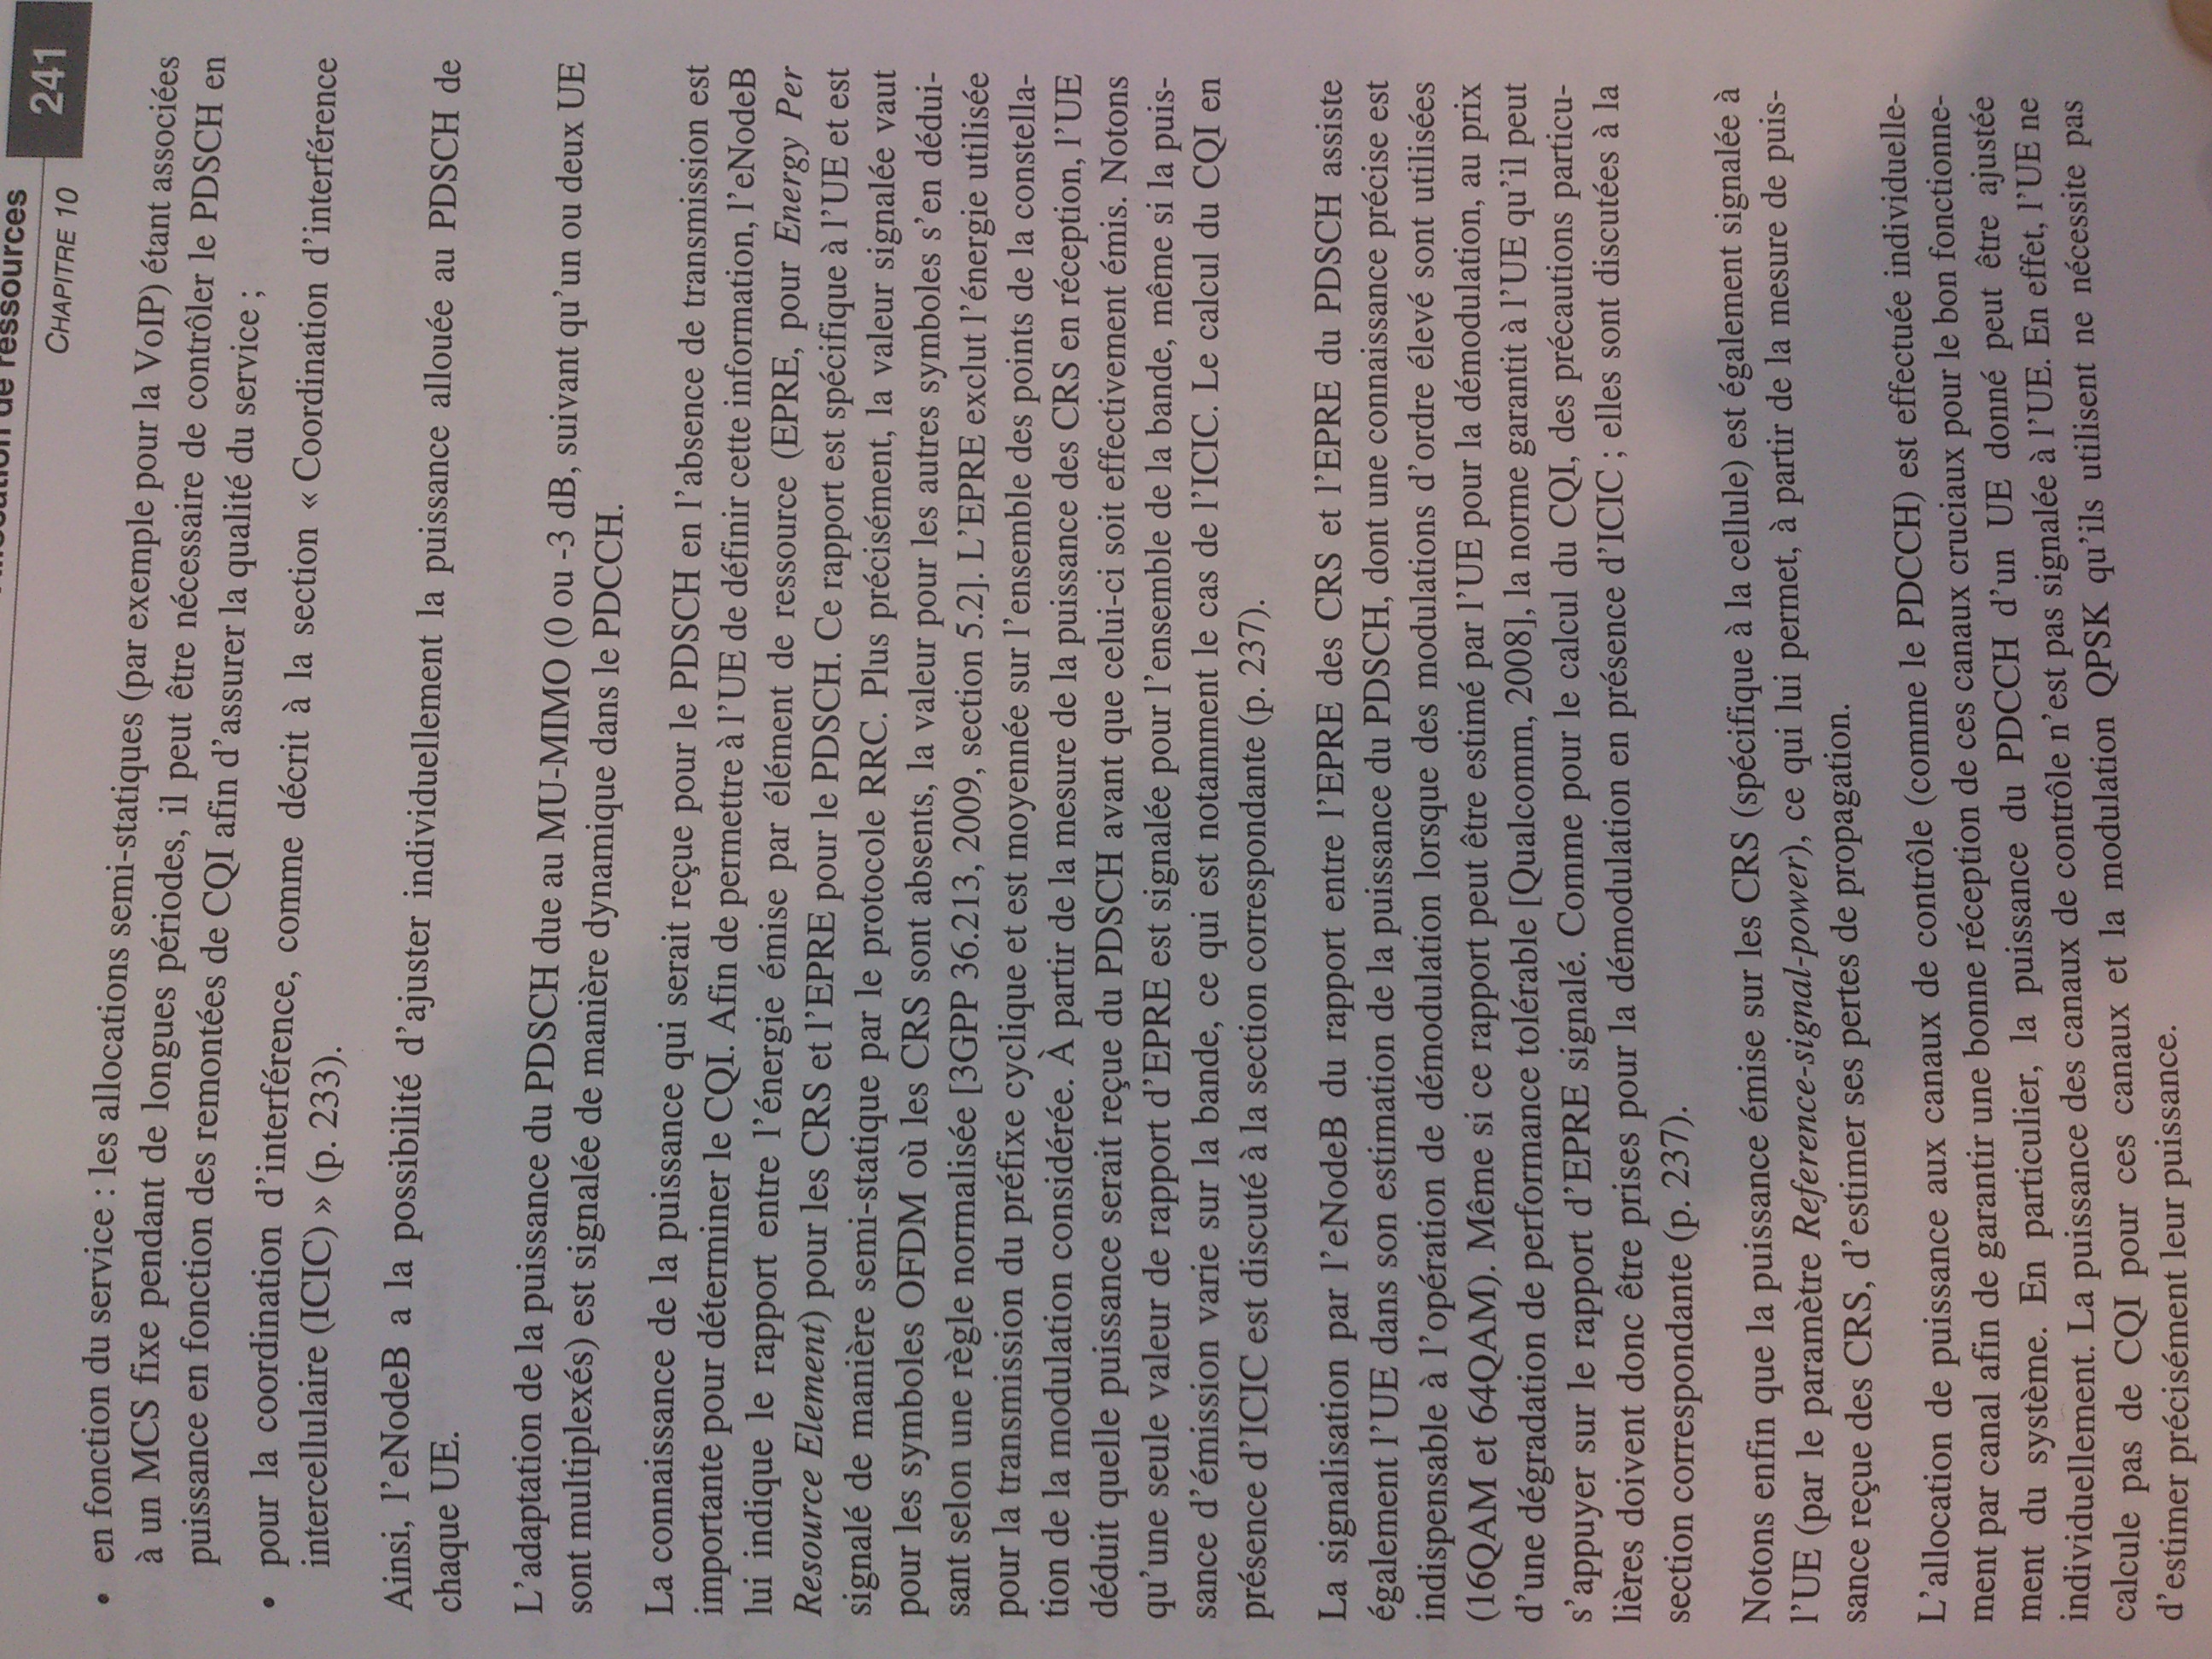 de ressources
CHAPITRE 10
241
• en fonction du service : les allocations semi-statiques (par exemple pour la VoIP) étant associées
à un MCS fixe pendant de longues périodes, il peut être nécessaire de contrôler le PDSCH en
puissance en fonction des remontées de CQI afin d'assurer la qualité du service ;
• pour la coordination d'interférence, comme décrit à la section « Coordination d'interférence
intercellulaire (ICIC) » (p. 233).
Ainsi, l'eNodeB a la possibilité d'ajuster individuellement la puissance allouée au PDSCH de
chaque UE.
L'adaptation de la puissance du PDSCH due au MU-MIMO (0 ou -3 dB, suivant qu'un ou deux UE
sont multiplexés) est signalée de manière dynamique dans le PDCCH.
La connaissance de la puissance qui serait reçue pour le PDSCH en l'absence de transmission est
importante pour déterminer le CQI. Afin de permettre à l'UE de définir cette information, l'eNodeB
lui indique le rapport entre l'énergie émise par élément de ressource (EPRE, pour Energy Per
Resource Element) pour les CRS et l'EPRE pour le PDSCH. Ce rapport est spécifique à l'UE et est
signalé de manière semi-statique par le protocole RRC. Plus précisément, la valeur signalée vaut
pour les symboles OFDM où les CRS sont absents, la valeur pour les autres symboles s'en dédui-
sant selon une règle normalisée [3GPP 36.213, 2009, section 5.2]. L'EPRE exclut l'énergie utilisée
pour la transmission du préfixe cyclique et est moyennée sur l'ensemble des points de la constella-
tion de la modulation considérée. À partir de la mesure de la puissance des CRS en réception, l'UE
déduit quelle puissance serait reçue du PDSCH avant que celui-ci soit effectivement émis. Notons
qu'une seule valeur de rapport d'EPRE est signalée pour l'ensemble de la bande, même si la puis-
sance d'émission varie sur la bande, ce qui est notamment le cas de l'ICIC. Le calcul du CQI en
présence d'ICIC est discuté à la section correspondante (p. 237).
La signalisation par l'eNodeB du rapport entre l'EPRE des CRS et l'EPRE du PDSCH assiste
également l'UE dans son estimation de la puissance du PDSCH, dont une connaissance précise est
indispensable à l'opération de démodulation lorsque des modulations d'ordre élevé sont utilisées
(16QAM et 64QAM). Même si ce rapport peut être estimé par l'UE pour la démodulation, au prix
d'une dégradation de performance tolérable [Qualcomm, 2008], la norme garantit à l'UE qu'il peut
s'appuyer sur le rapport d'EPRE signalé. Comme pour le calcul du CQI, des précautions particu-
lières doivent donc être prises pour la démodulation en présence d'ICIC ; elles sont discutées à la
section correspondante (p. 237).
Notons enfin que la puissance émise sur les CRS (spécifique à la cellule) est également signalée à
l'UE (par le paramètre Reference-signal-power), ce qui lui permet, à partir de la mesure de puis-
sance reçue des CRS, d'estimer ses pertes de propagation.
L'allocation de puissance aux canaux de contrôle (comme le PDCCH) est effectuée individuelle-
ment par canal afin de garantir une bonne réception de ces canaux cruciaux pour le bon fonctionne-
ment du système. En particulier, la puissance du PDCCH d'un UE donné peut être ajustée
individuellement. La puissance des canaux de contrôle n'est pas signalée à l'UE. En effet, l'UE ne
calcule pas de CQI pour ces canaux et la modulation QPSK qu'ils utilisent ne nécessite pas
d'estimer précisément leur puissance.